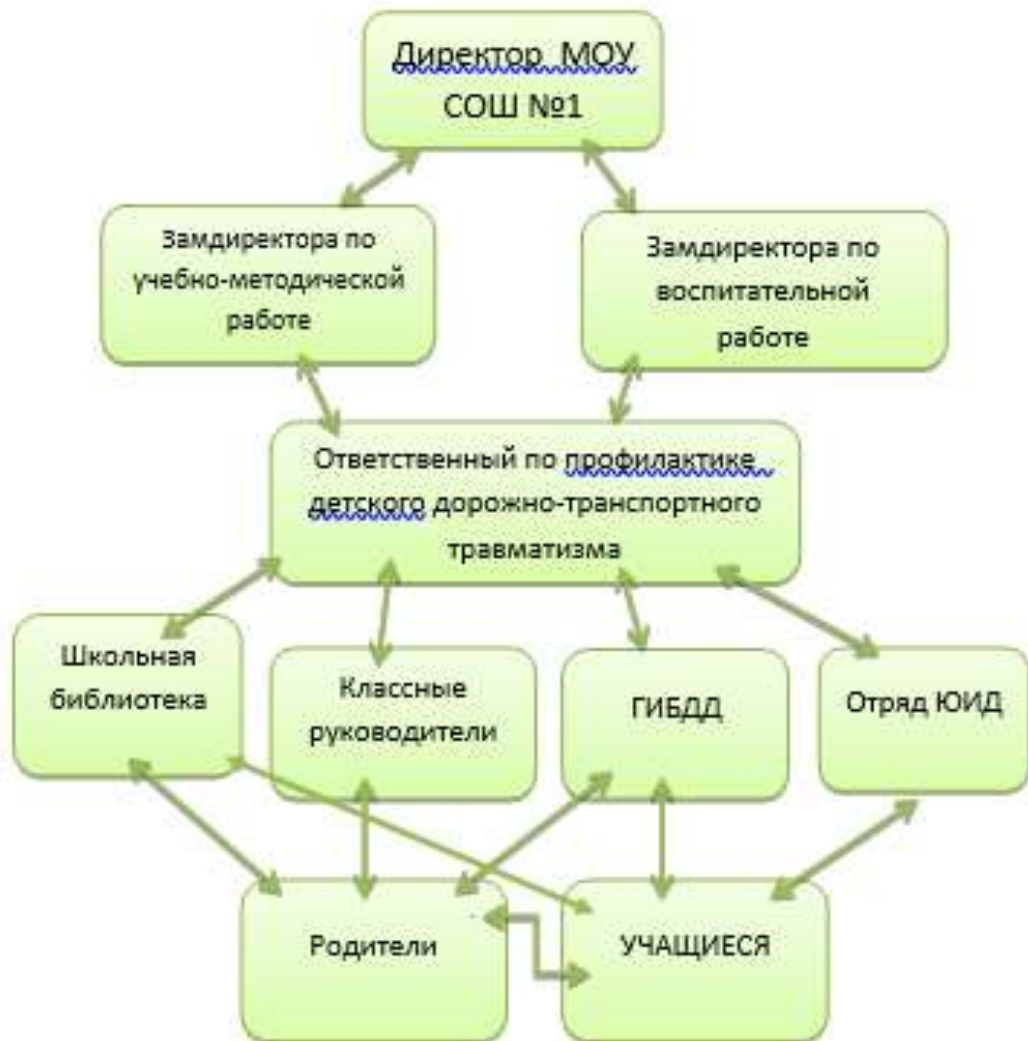 Директор МОУ
СОШ №1
Замдиректора по
учебно-методической
работе
Замдиректора по
воспитательной
работе
Ответственный по профилактике
детского дорожно-транспортного
травматизма
Школьная
библиотека
Классные
руководители
ГИБДД
Отряд ЮИД
Родители
УЧАЩИЕСЯ